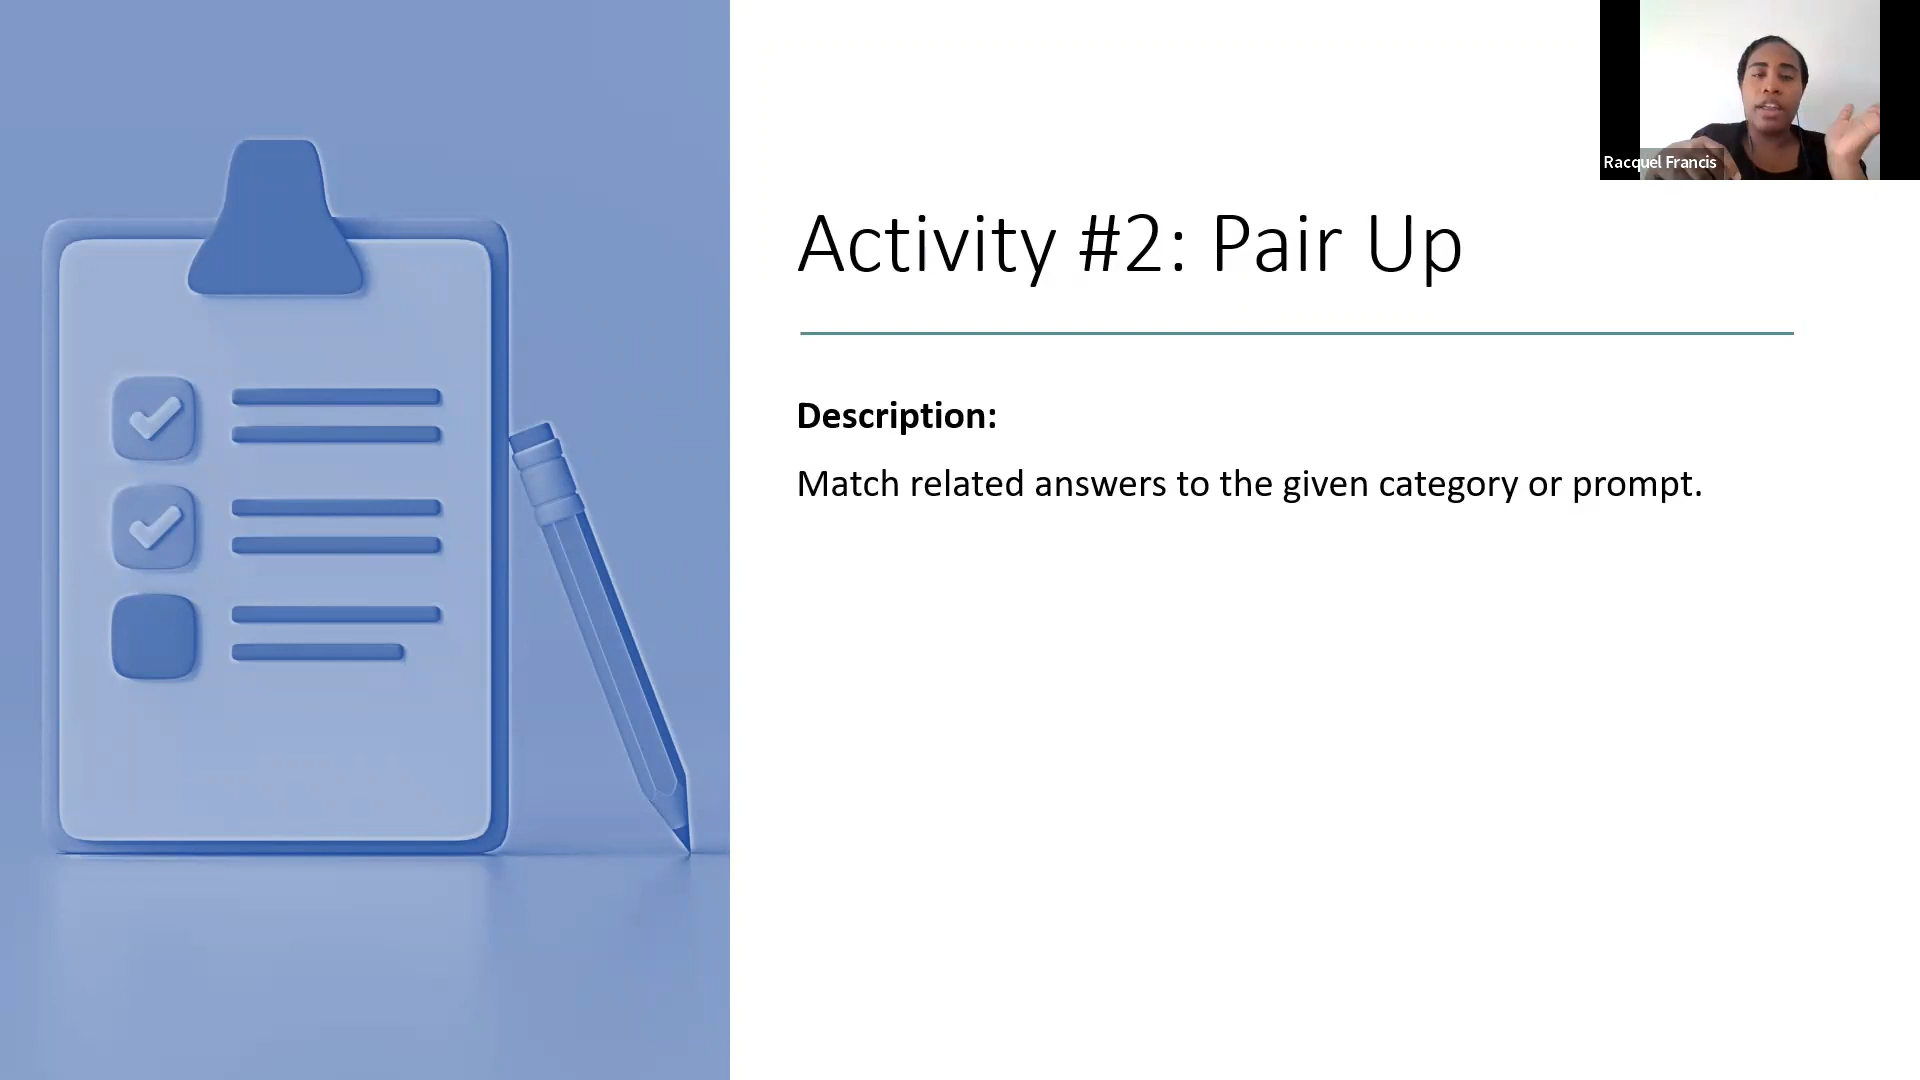 Racquel Francis
Activity #2: Pair Up
Description:
Match related answers to the given category or prompt.